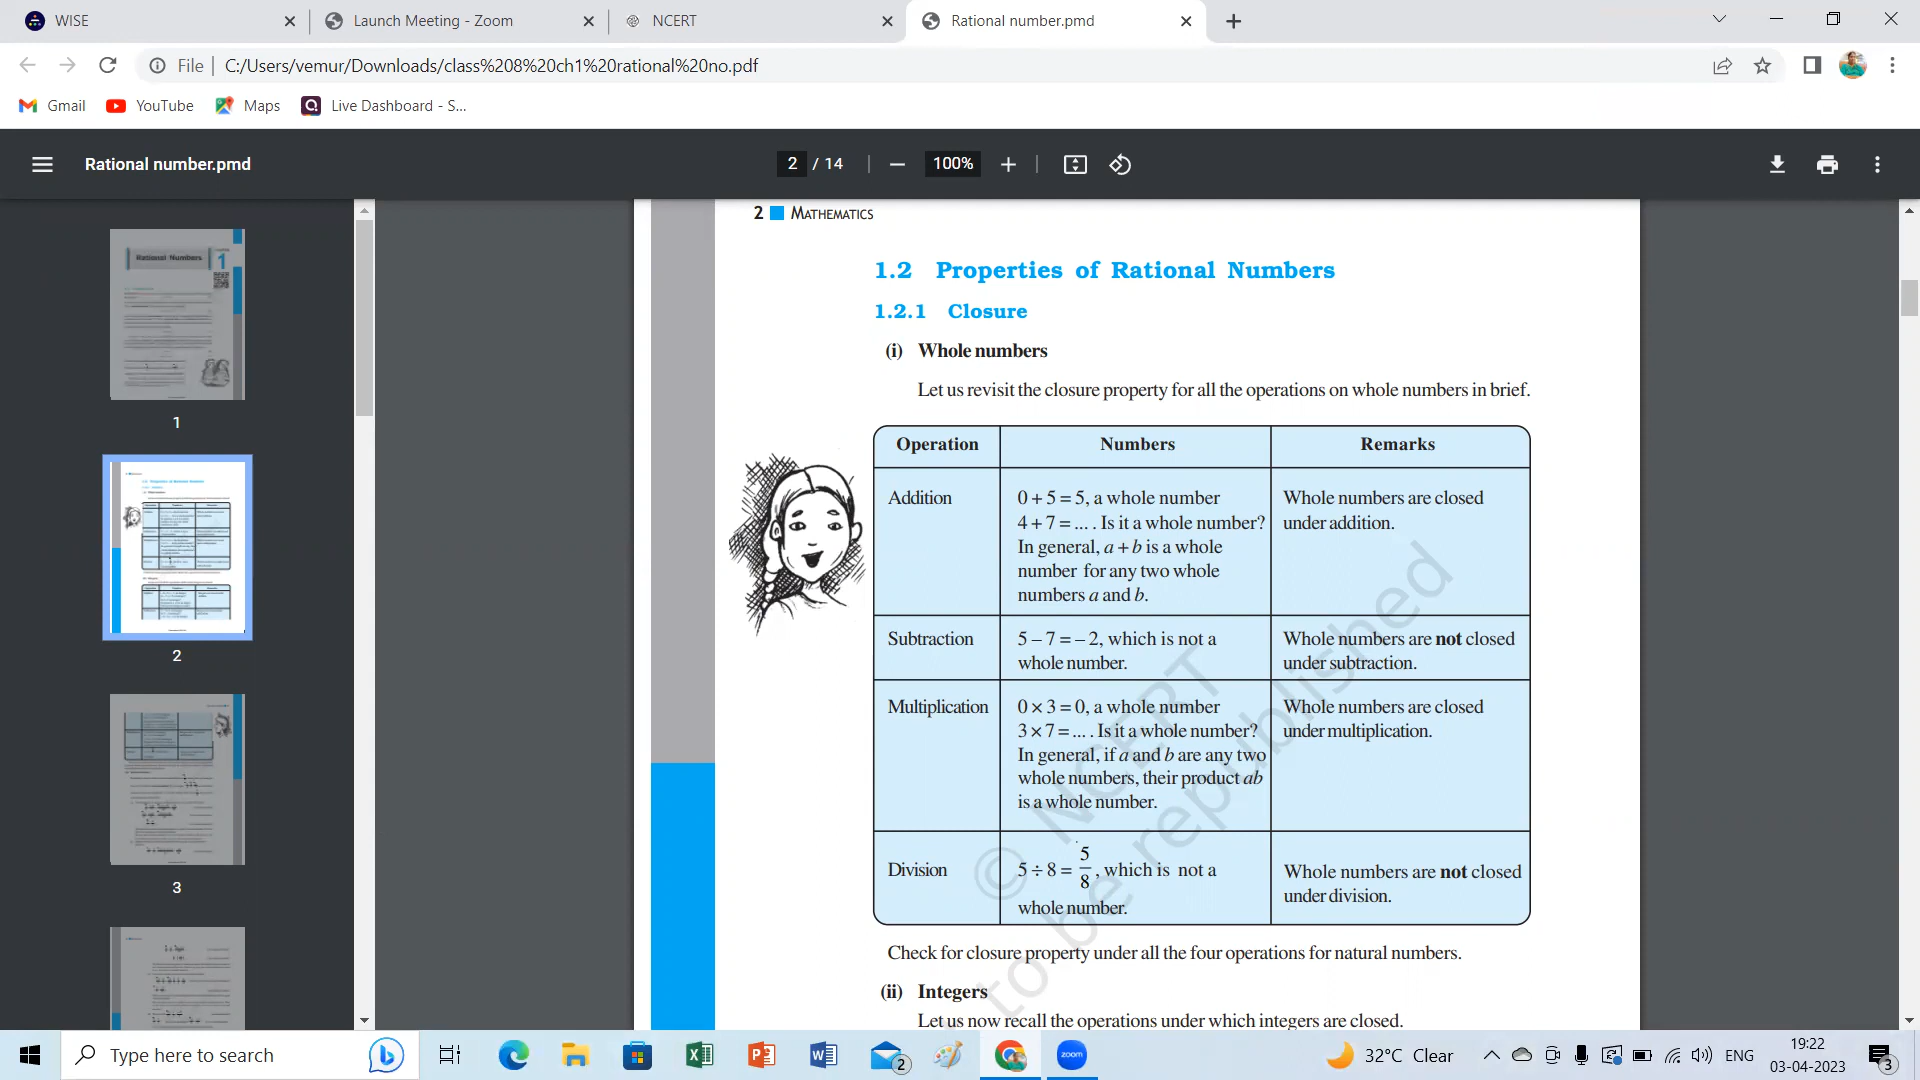 WISE
Launch Meeting - Zoom
NCERT
Rational number.pmd
File
C:/Users/vemur/Downloads/class%208%20ch1%20rational%20no.pdf
Gmail
YouTube
Maps
Live Dashboard - S...
Rational number.pmd
2 / 14
100%
Rational Numbers
1
1
2
3
2 MATHEMATICS
1.2 Properties of Rational Numbers
1.2.1 Closure
(i) Whole numbers
Let us revisit the closure property for all the operations on whole numbers in brief.
Operation Numbers Remarks
Addition 0 + 5 = 5, a whole number Whole numbers are closed
4 + 7 = ... . Is it a whole number? under addition.
In general, a + b is a whole
number for any two whole
numbers a and b.
Subtraction 5 – 7 = – 2, which is not a Whole numbers are not closed
whole number. under subtraction.
Multiplication 0 × 3 = 0, a whole number Whole numbers are closed
3 × 7 = ... . Is it a whole number? under multiplication.
In general, if a and b are any two
whole numbers, their product ab
is a whole number.
Division 5 ÷ 8 = 5/8 , which is not a Whole numbers are not closed
whole number. under division.
Check for closure property under all the four operations for natural numbers.
(ii) Integers
Let us now recall the operations under which integers are closed.
© NCERT
to be republished
Type here to search
2
zoom
32°C Clear
ENG
19:22
03-04-2023
3